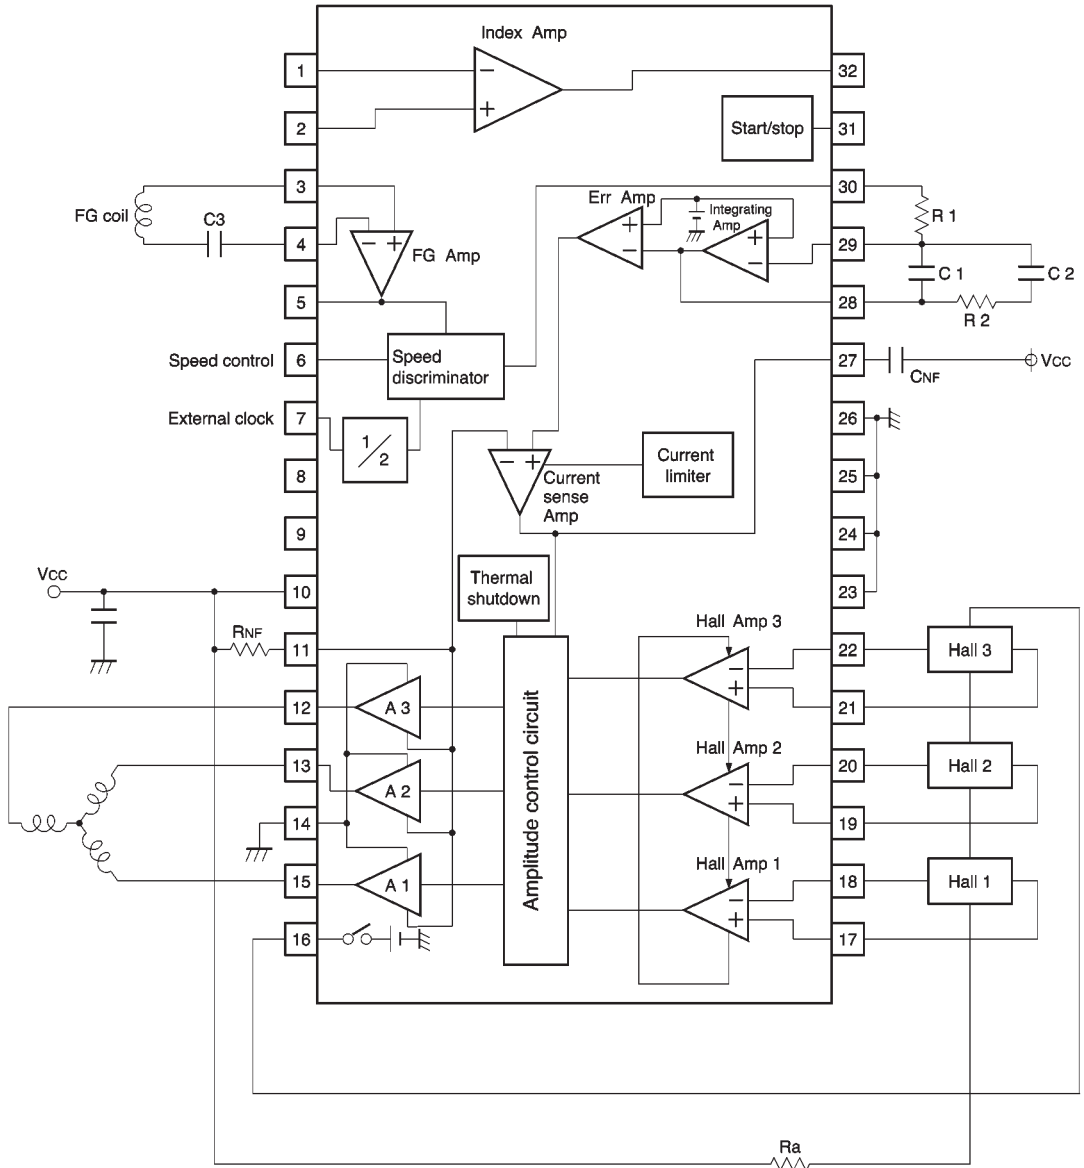 Index Amp
1
−
32
2
+
Start/stop
31
3
30
FG coil
C3
4
− +
FG Amp
Err Amp
+
−
Integrating
Amp
+
−
29
R 1
C 1
C 2
5
28
R 2
Speed control
6
Speed
discriminator
27
CNF
VCC
External clock
7
1/2
26
8
− +
Current
sense
Amp
Current
limiter
25
9
24
VCC
10
Thermal
shutdown
23
RNF
11
Hall Amp 3
−
+
22
Hall 3
12
A 3
21
Amplitude control circuit
13
A 2
Hall Amp 2
−
+
20
Hall 2
14
19
15
A 1
Hall Amp 1
−
+
18
Hall 1
16
17
Ra